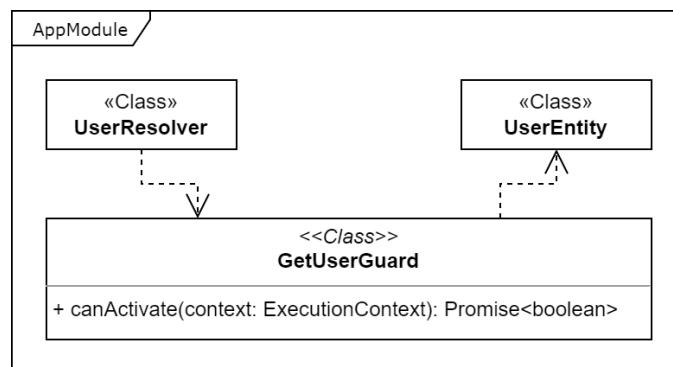 AppModule
«Class»
UserResolver
«Class»
UserEntity
<<Class>>
GetUserGuard
+ canActivate(context: ExecutionContext): Promise<boolean>